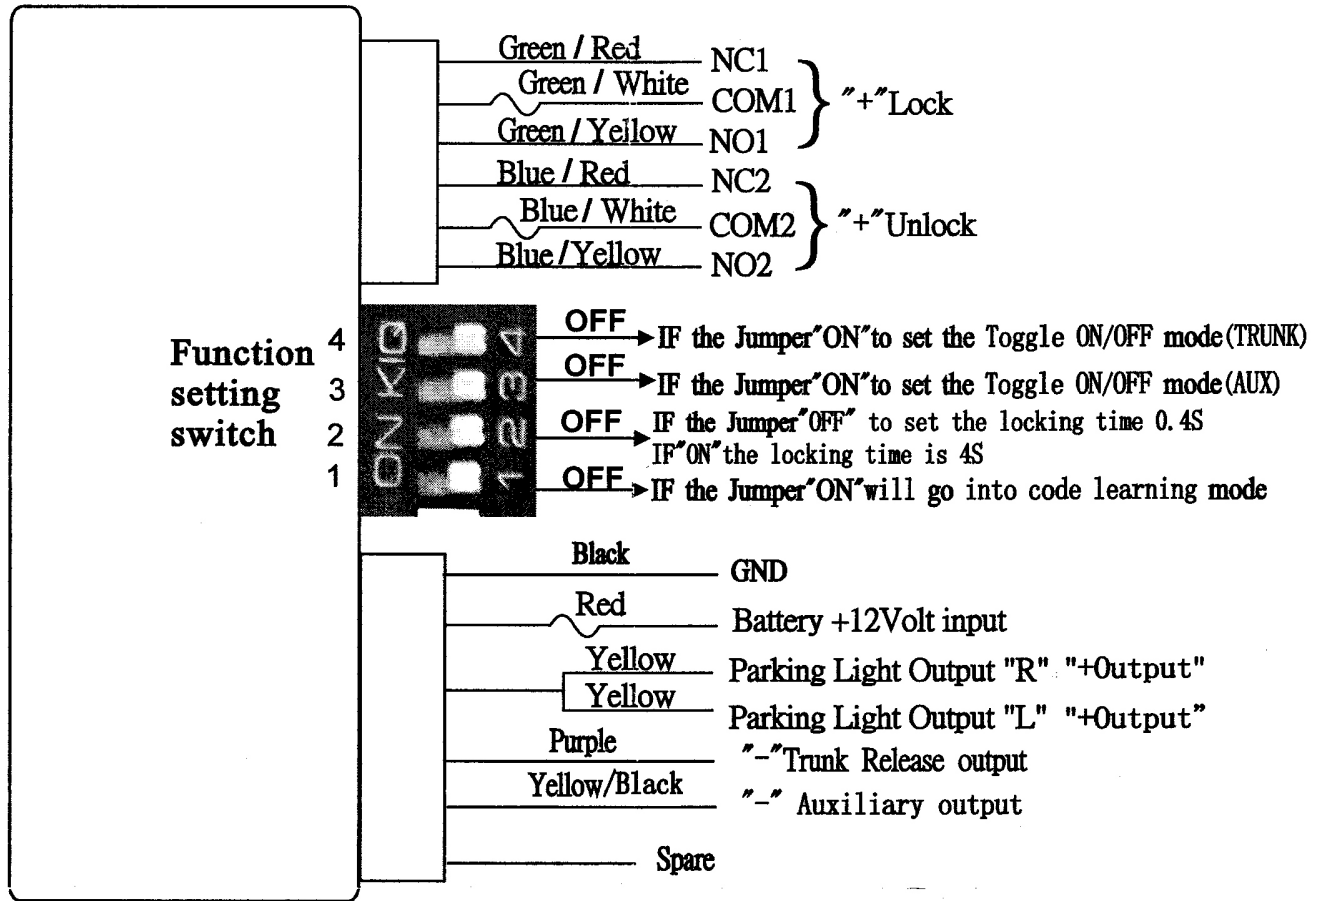 Green / Red NC1
Green / White COM1
"+"Lock
Green / Yellow NO1
Blue / Red NC2
Blue / White COM2
"+"Unlock
Blue /Yellow NO2
Function
setting
switch
4
3
2
1
ON KIQ
1 2 3 4
OFF
IF the Jumper"ON"to set the Toggle ON/OFF mode(TRUNK)
OFF
IF the Jumper"ON"to set the Toggle ON/OFF mode(AUX)
OFF
IF the Jumper"OFF" to set the locking time 0.4S
IF"ON"the locking time is 4S
OFF
IF the Jumper"ON"will go into code learning mode
Black GND
Red Battery +12Volt input
Yellow Parking Light Output "R" "+Output"
Yellow Parking Light Output "L" "+Output"
Purple "-"Trunk Release output
Yellow/Black "-" Auxiliary output
Spare